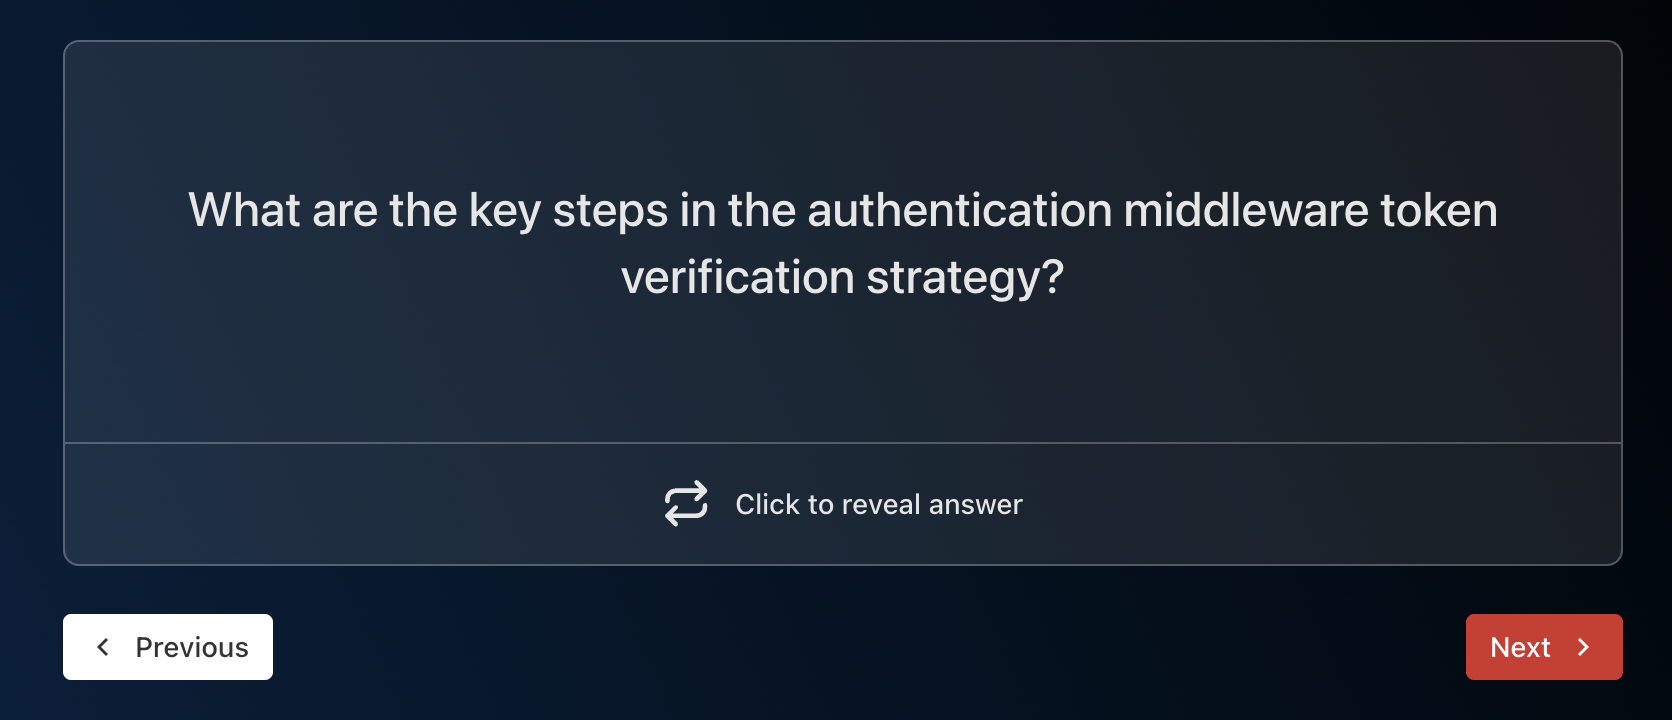 What are the key steps in the authentication middleware token
verification strategy?
Click to reveal answer
Previous
Next